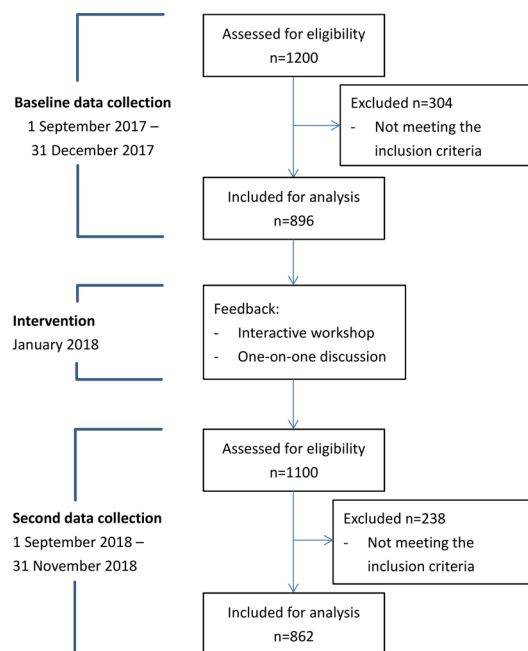 Assessed for eligibility
n=1200
Baseline data collection
1 September 2017 –
31 December 2017
Excluded n=304
- Not meeting the
inclusion criteria
Included for analysis
n=896
Intervention
January 2018
Feedback:
- Interactive workshop
- One-on-one discussion
Assessed for eligibility
n=1100
Second data collection
1 September 2018 –
31 November 2018
Excluded n=238
- Not meeting the
inclusion criteria
Included for analysis
n=862